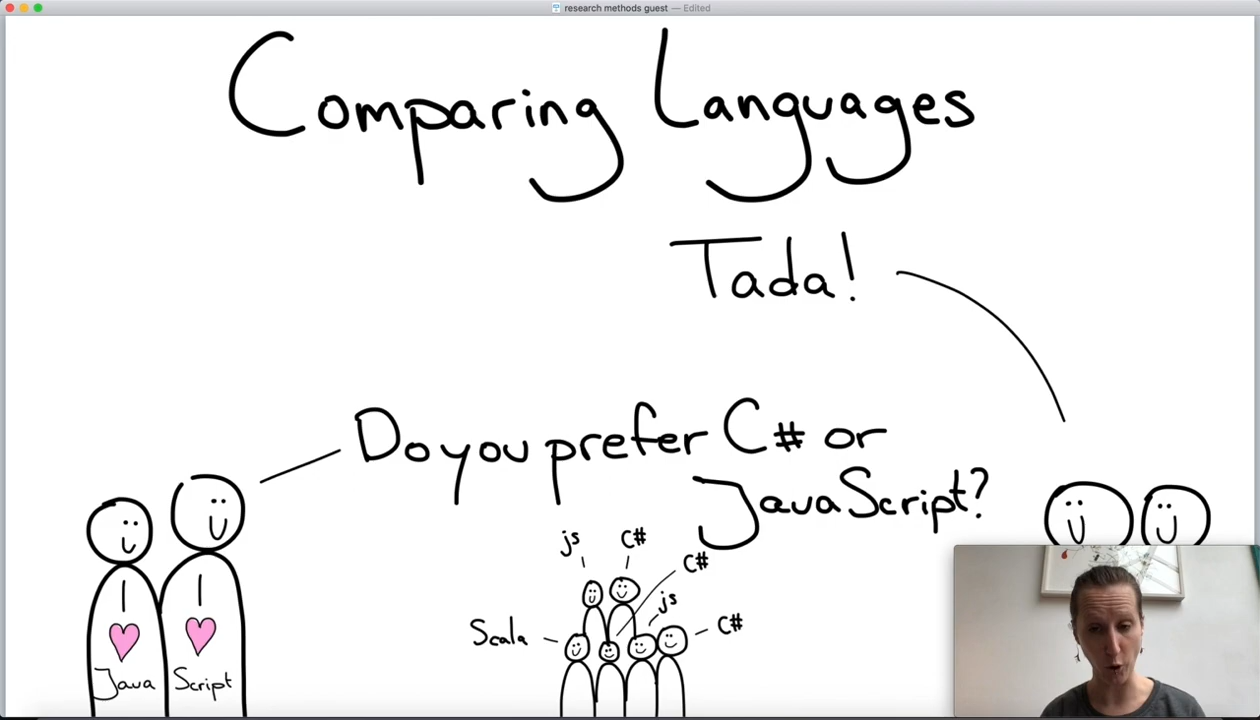 research methods guest — Edited
Comparing Languages
Tada!
Do you prefer C# or
JavaScript?
js
C#
C#
js
Scala
C#
I
I
Java
Script